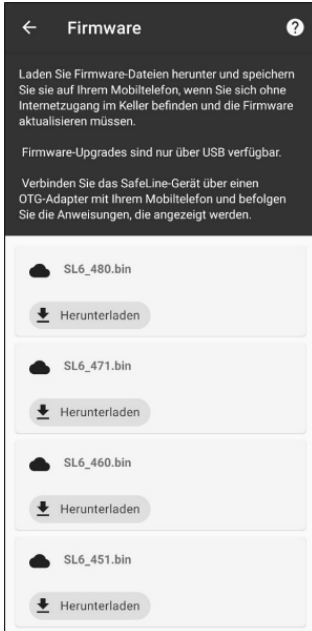 Firmware
Laden Sie Firmware-Dateien herunter und speichern
Sie sie auf Ihrem Mobiltelefon, wenn Sie sich ohne
Internetzugang im Keller befinden und die Firmware
aktualisieren müssen.
Firmware-Upgrades sind nur über USB verfügbar.
Verbinden Sie das SafeLine-Gerät über einen
OTG-Adapter mit Ihrem Mobiltelefon und befolgen
Sie die Anweisungen, die angezeigt werden.
SL6_480.bin
Herunterladen
SL6_471.bin
Herunterladen
SL6_460.bin
Herunterladen
SL6_451.bin
Herunterladen